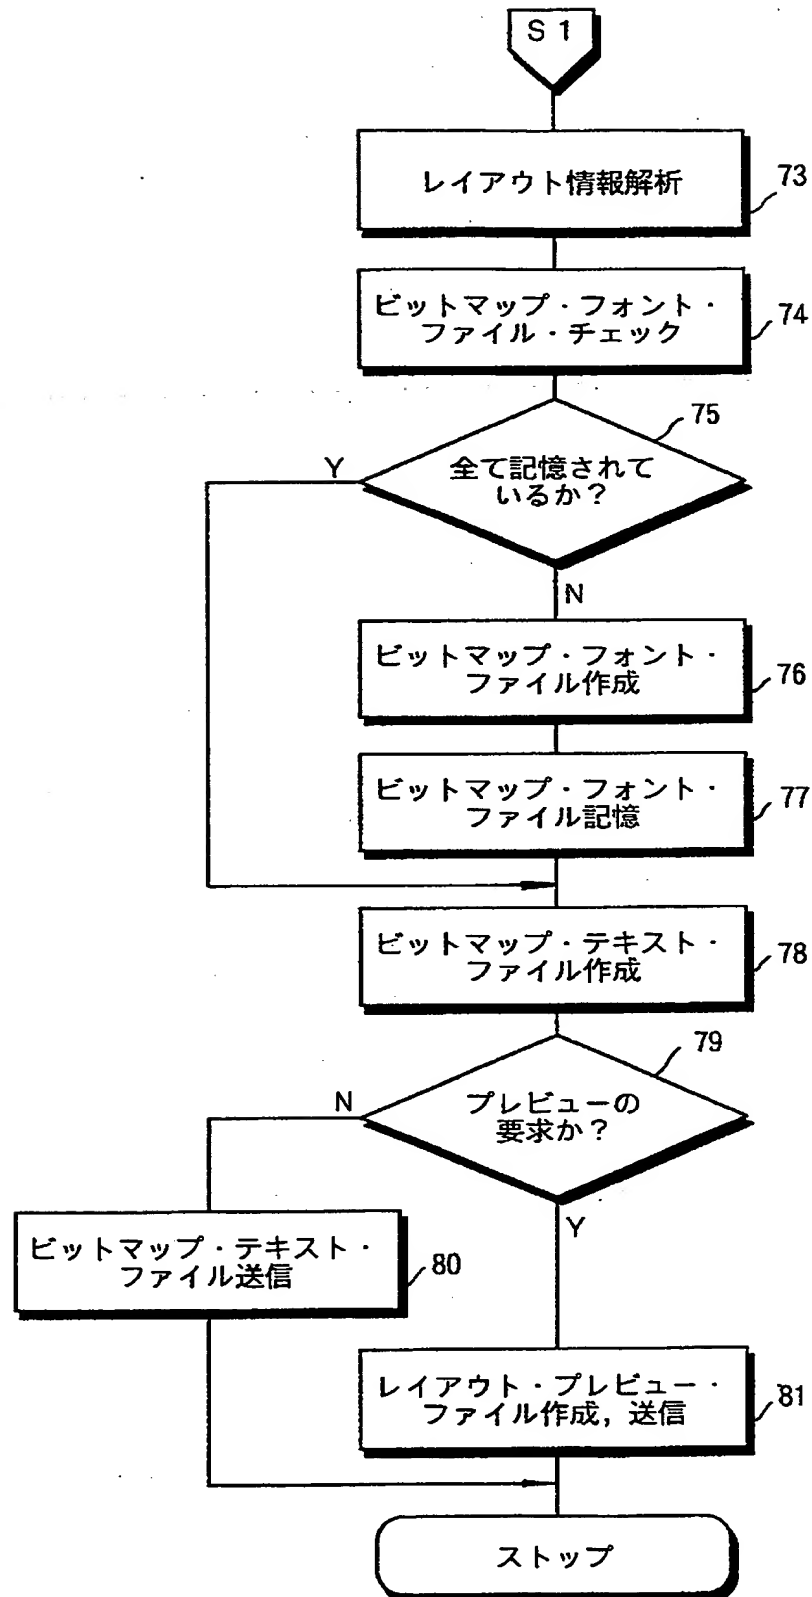 S1
レイアウト情報解析
73
ビットマップ・フォント・
ファイル・チェック
74
75
Y
全て記憶されて
いるか?
N
ビットマップ・フォント・
ファイル作成
76
ビットマップ・フォント・
ファイル記憶
77
ビットマップ・テキスト・
ファイル作成
78
79
N
プレビューの
要求か?
Y
ビットマップ・テキスト・
ファイル送信
80
レイアウト・プレビュー・
ファイル作成,送信
81
ストップ